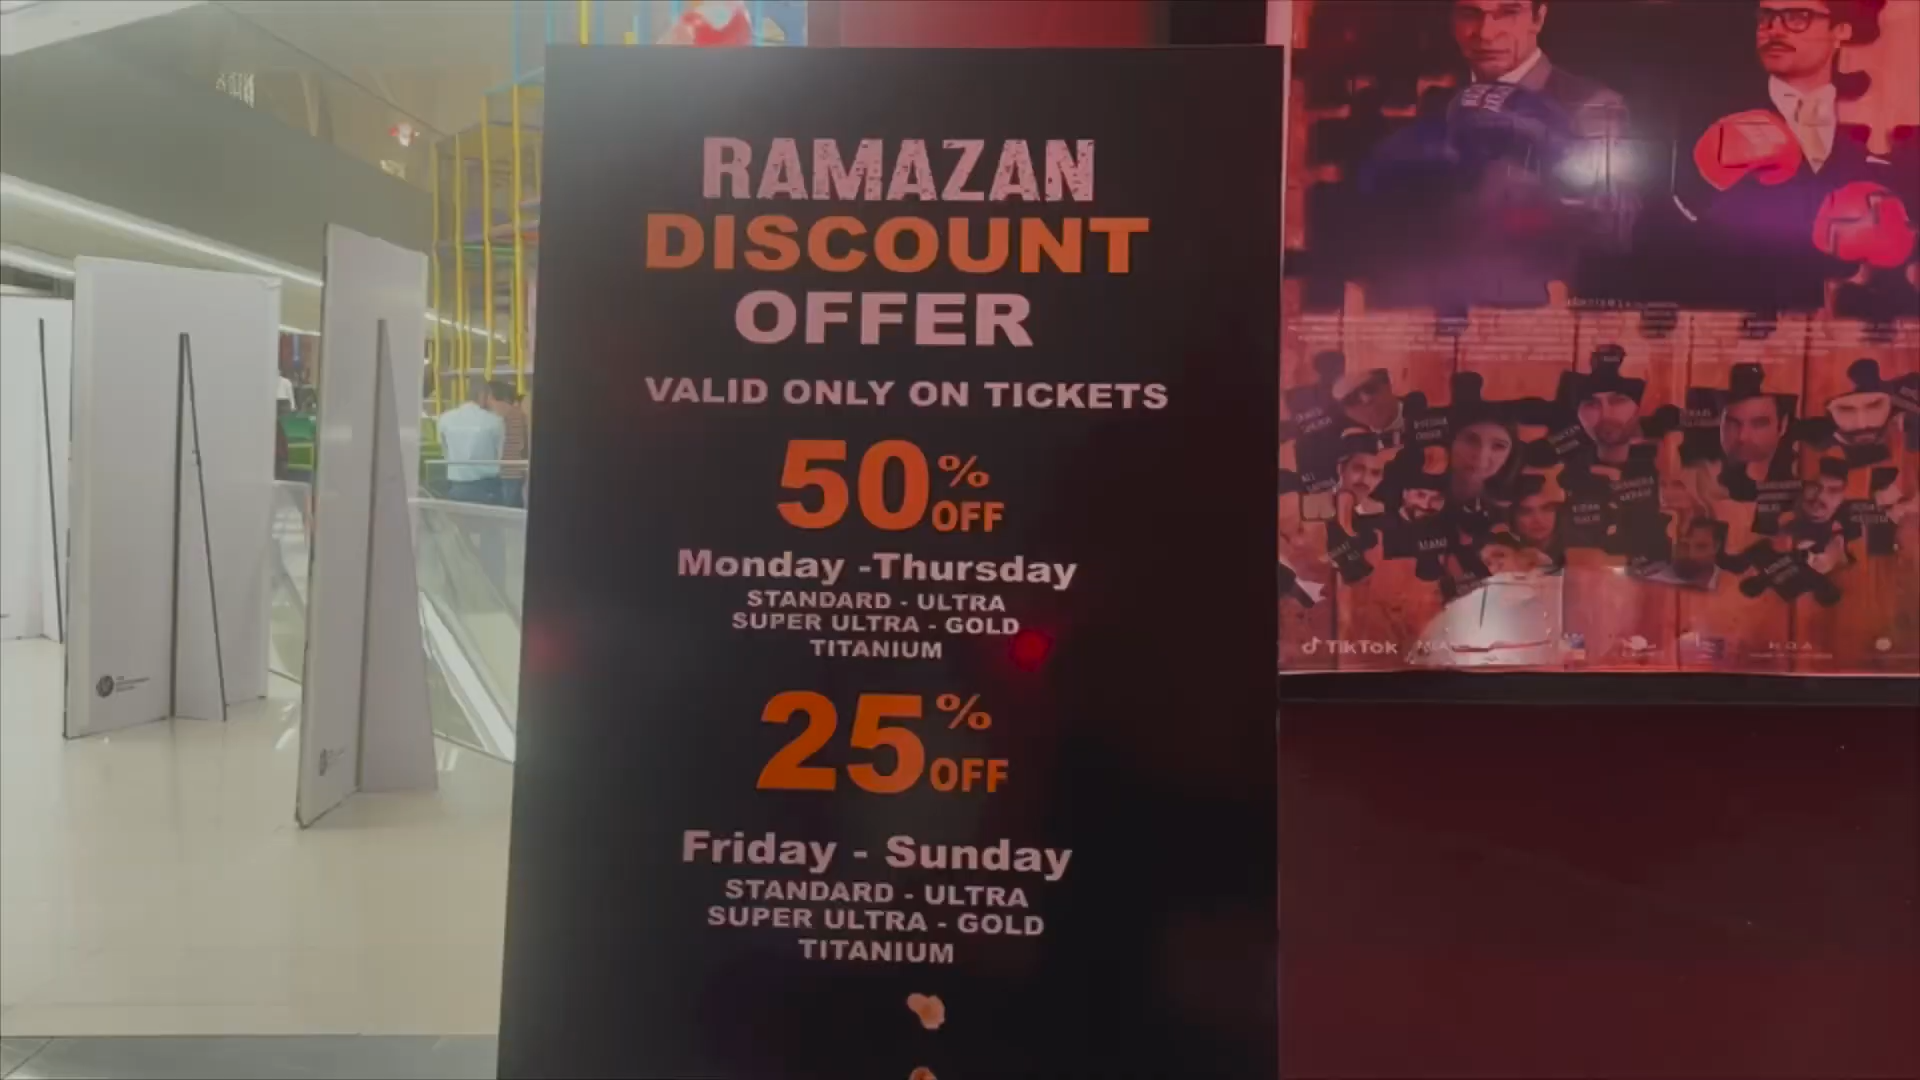 RAMAZAN
DISCOUNT
OFFER
VALID ONLY ON TICKETS
50%
OFF
Monday -Thursday
STANDARD - ULTRA
SUPER ULTRA - GOLD
TITANIUM
25%
OFF
Friday - Sunday
STANDARD - ULTRA
SUPER ULTRA - GOLD
TITANIUM
TikTok